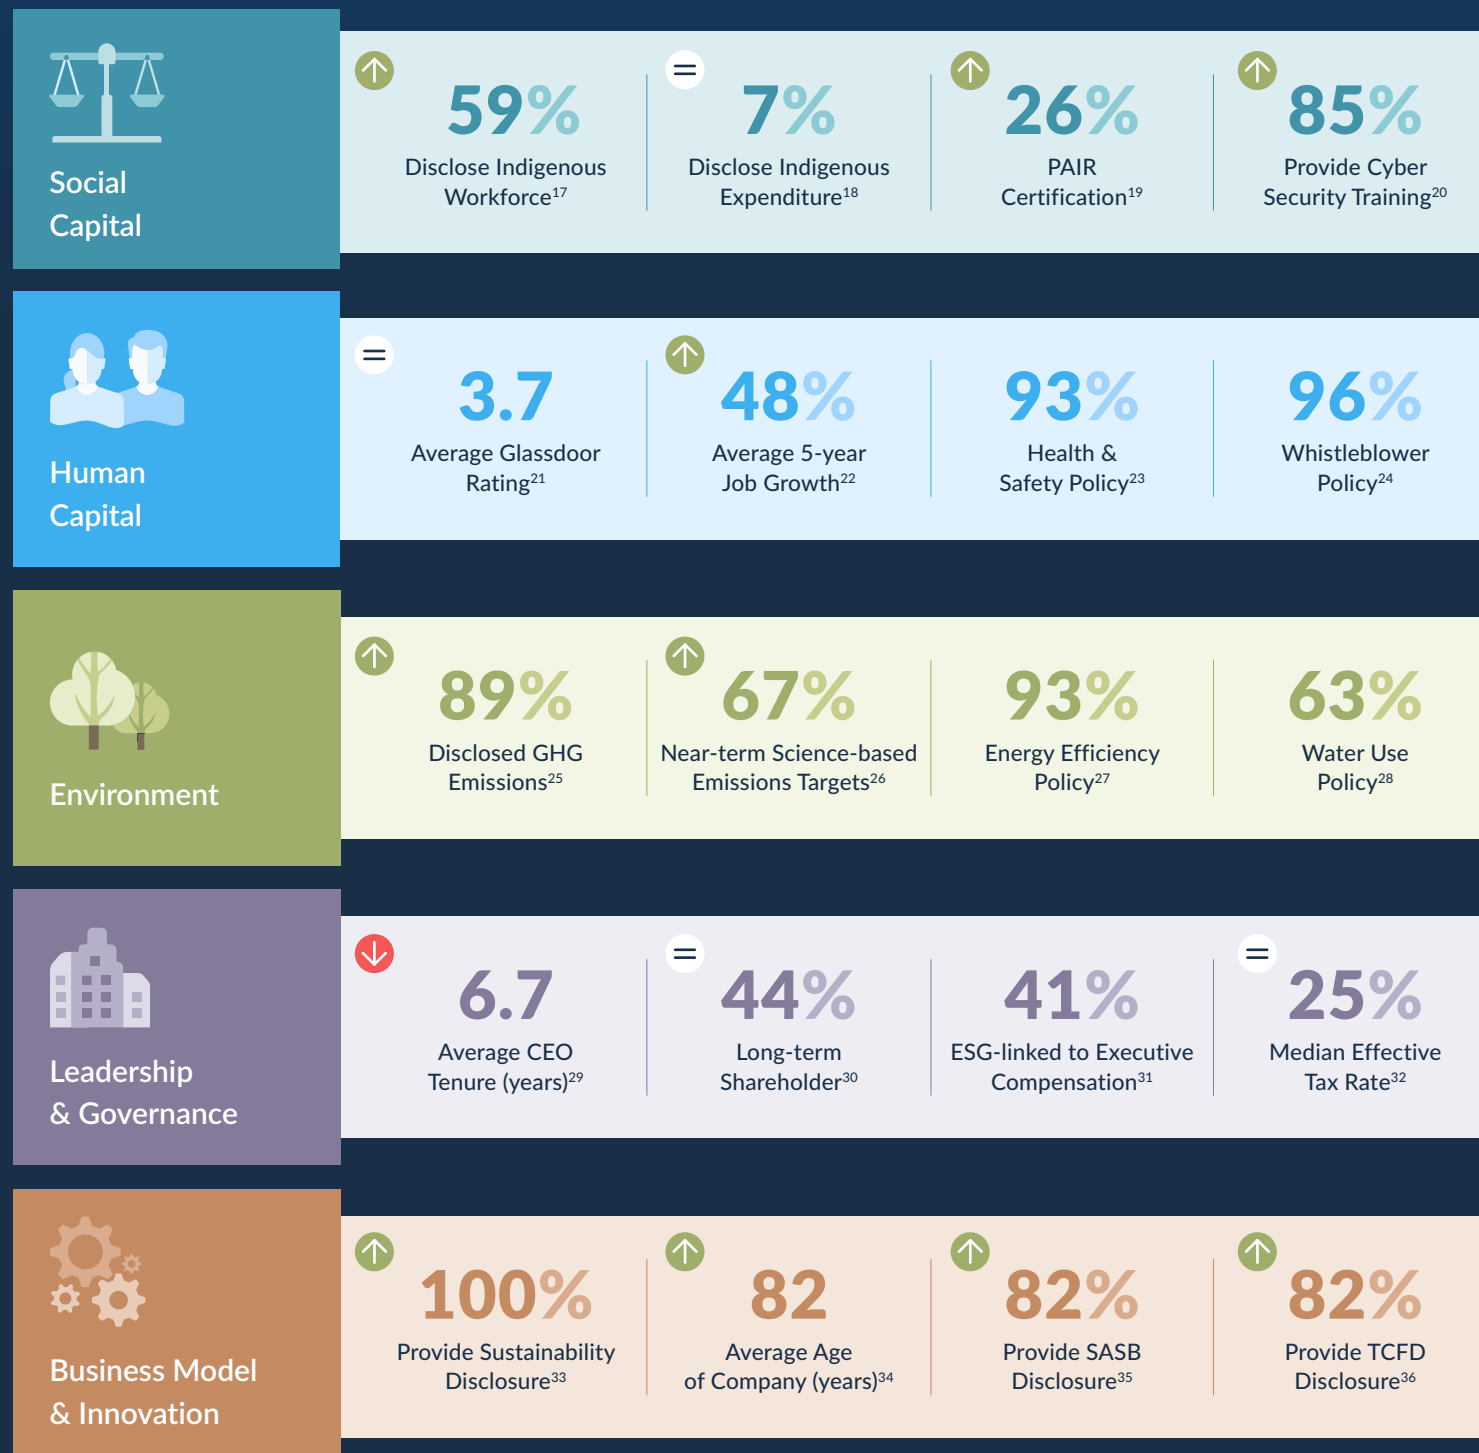 Social
Capital
59%
Disclose Indigenous
Workforce17
=
7%
Disclose Indigenous
Expenditure18
26%
PAIR
Certification19
85%
Provide Cyber
Security Training20
Human
Capital
=
3.7
Average Glassdoor
Rating21
48%
Average 5-year
Job Growth22
93%
Health &
Safety Policy23
96%
Whistleblower
Policy24
Environment
89%
Disclosed GHG
Emissions25
67%
Near-term Science-based
Emissions Targets26
93%
Energy Efficiency
Policy27
63%
Water Use
Policy28
Leadership
& Governance
6.7
Average CEO
Tenure (years)29
=
44%
Long-term
Shareholder30
41%
ESG-linked to Executive
Compensation31
=
25%
Median Effective
Tax Rate32
Business Model
& Innovation
100%
Provide Sustainability
Disclosure33
82
Average Age
of Company (years)34
82%
Provide SASB
Disclosure35
82%
Provide TCFD
Disclosure36